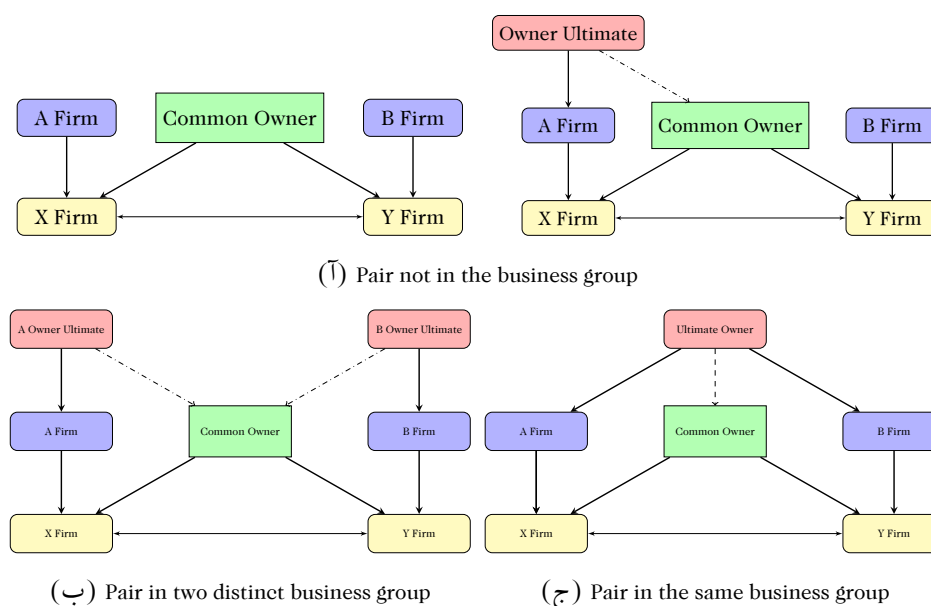 Owner Ultimate
A Firm
Common Owner
B Firm
A Firm
Common Owner
B Firm
X Firm
Y Firm
X Firm
Y Firm
(آ) Pair not in the business group
A Owner Ultimate
B Owner Ultimate
Ultimate Owner
A Firm
Common Owner
B Firm
A Firm
Common Owner
B Firm
X Firm
Y Firm
X Firm
Y Firm
(ب) Pair in two distinct business group
(ج) Pair in the same business group